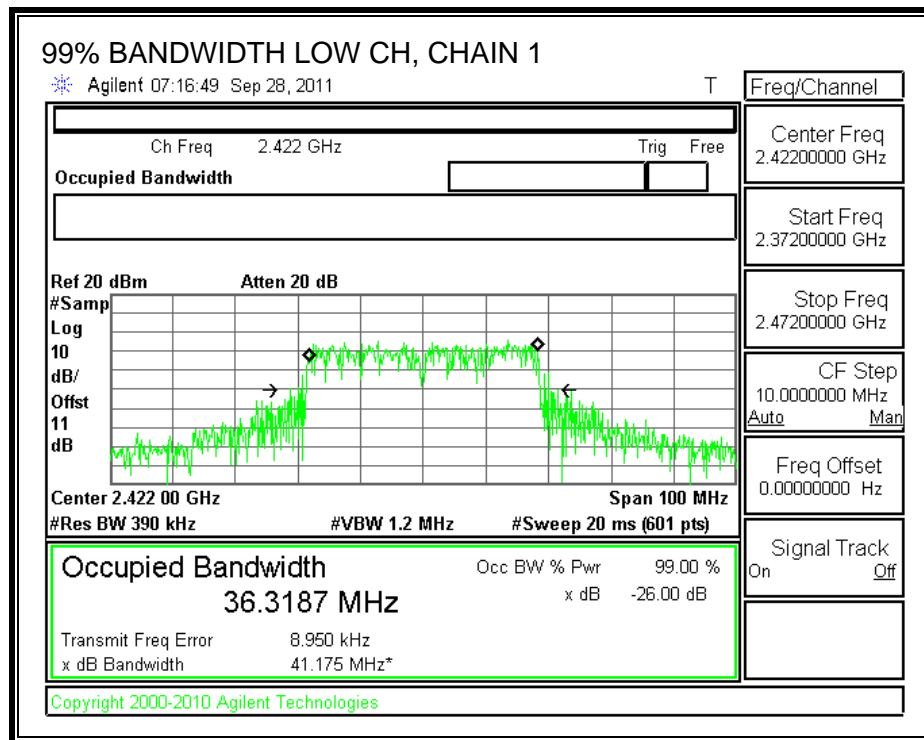 99% BANDWIDTH LOW CH, CHAIN 1
Agilent 07:16:49 Sep 28, 2011 T
Freq/Channel
Ch Freq 2.422 GHz Trig Free
Occupied Bandwidth
Center Freq
2.42200000 GHz
Start Freq
2.37200000 GHz
Stop Freq
2.47200000 GHz
CF Step
10.0000000 MHz
Auto Man
Freq Offset
0.00000000 Hz
Signal Track
On Off
Ref 20 dBm Atten 20 dB
#Samp
Log
10
dB/
Offst
11
dB
Center 2.422 00 GHz Span 100 MHz
#Res BW 390 kHz #VBW 1.2 MHz #Sweep 20 ms (601 pts)
Occupied Bandwidth Occ BW % Pwr 99.00 %
36.3187 MHz x dB -26.00 dB
Transmit Freq Error 8.950 kHz
x dB Bandwidth 41.175 MHz*
Copyright 2000-2010 Agilent Technologies